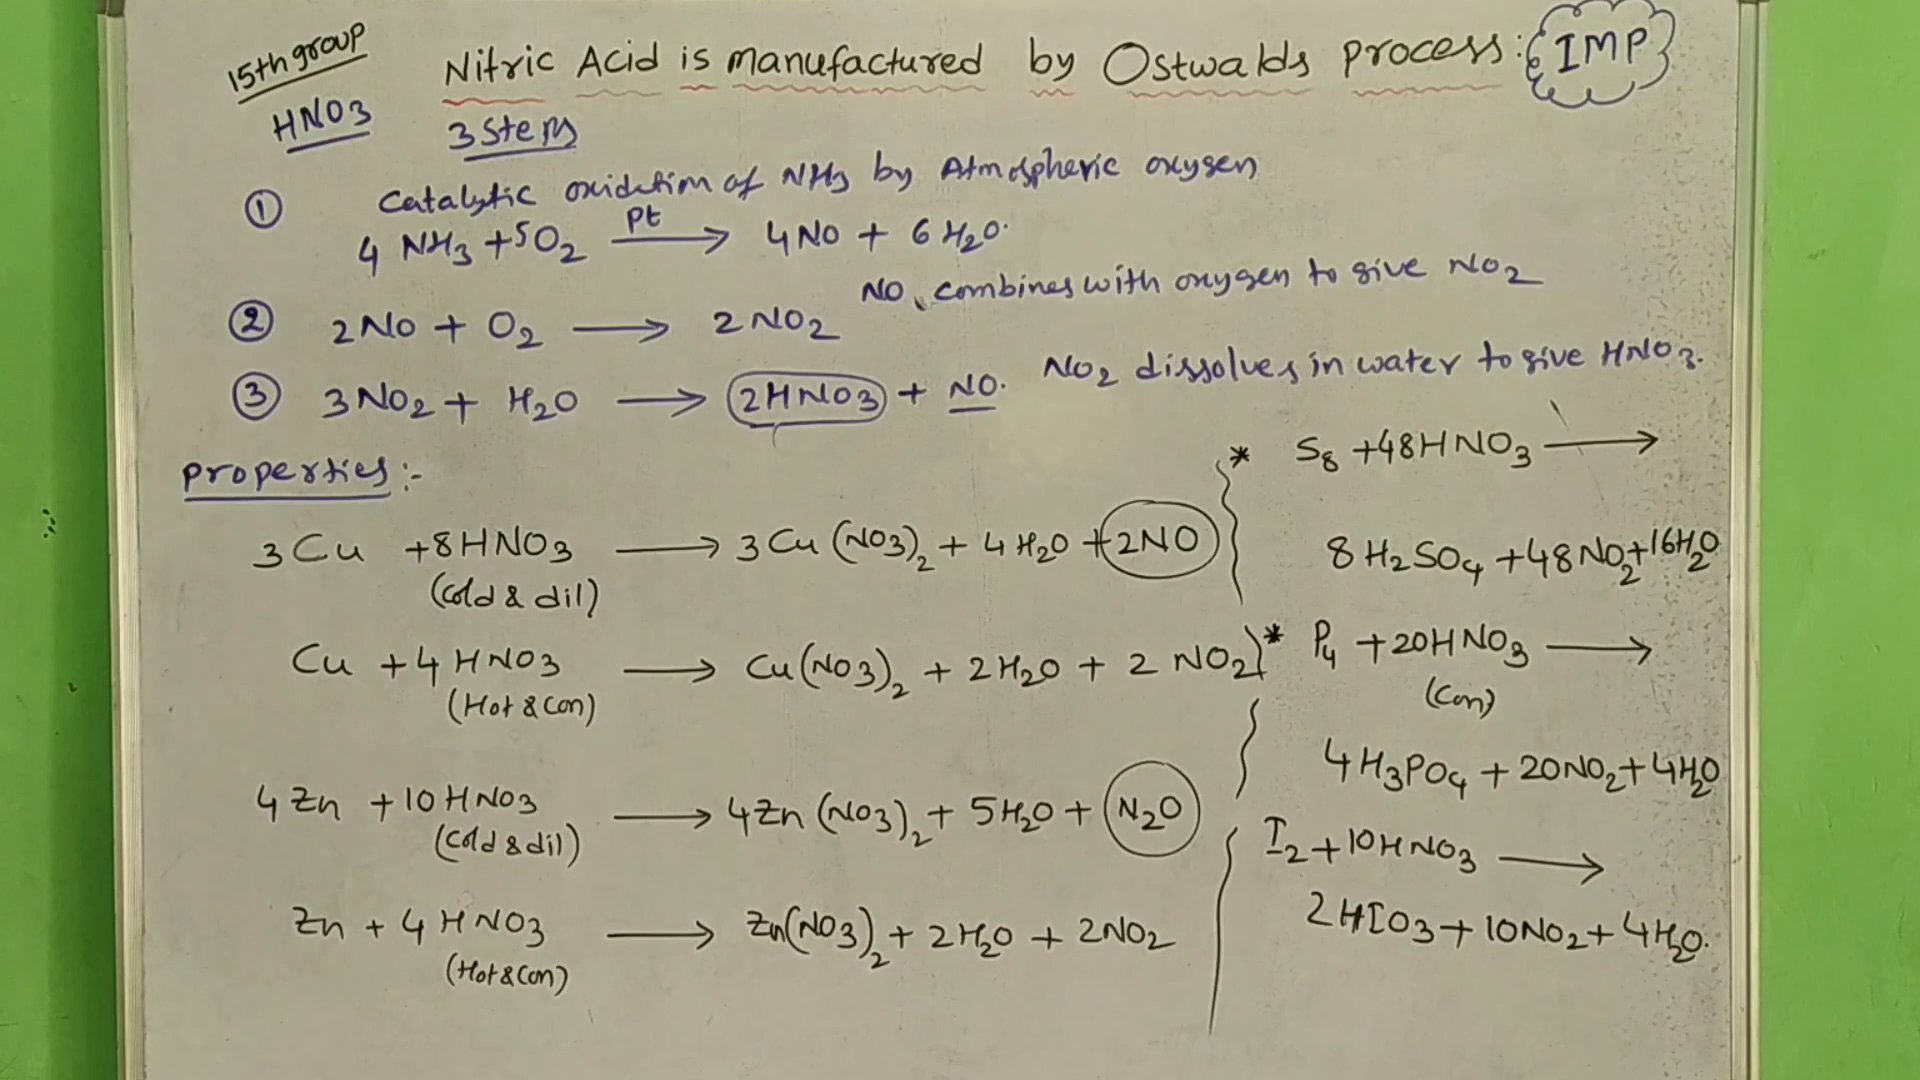 15th group
HNO3
Nitric Acid is manufactured by Ostwalds process: IMP
3 steps
① Catalytic oxidation of NH3 by Atmospheric oxygen
4 NH3 + 5O2 —Pt→ 4NO + 6H2O.
NO combines with oxygen to give NO2
② 2NO + O2 → 2NO2
③ 3NO2 + H2O → 2HNO3 + NO. NO2 dissolves in water to give HNO3.
Properties:-
3Cu + 8HNO3 → 3Cu(NO3)2 + 4H2O + 2NO
(Cold & dil)
Cu + 4HNO3 → Cu(NO3)2 + 2H2O + 2NO2
(Hot & Con)
4Zn + 10HNO3 → 4Zn(NO3)2 + 5H2O + N2O
(Cold & dil)
Zn + 4HNO3 → Zn(NO3)2 + 2H2O + 2NO2
(Hot & Con)
* S8 + 48HNO3 →
8H2SO4 + 48NO2 + 16H2O
* P4 + 20HNO3 →
(Con)
4H3PO4 + 20NO2 + 4H2O
I2 + 10HNO3 →
2HIO3 + 10NO2 + 4H2O.